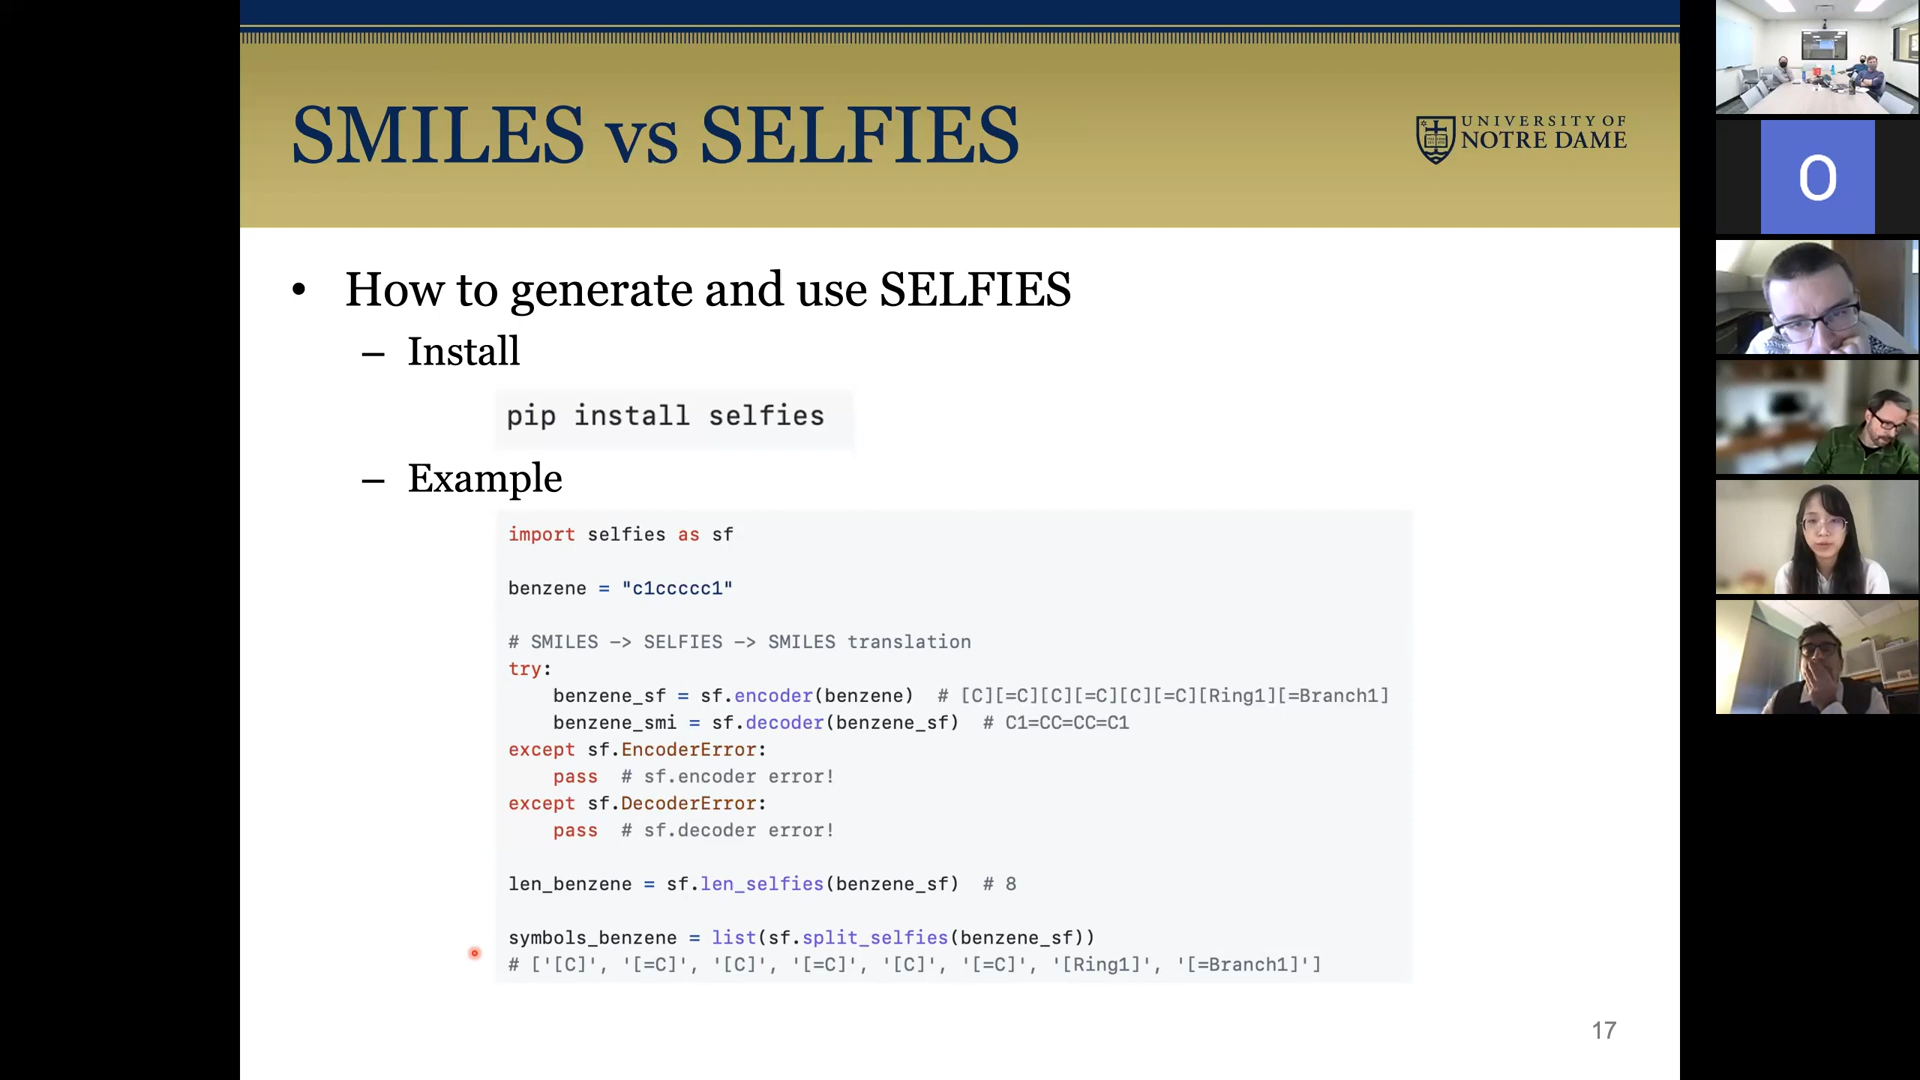 SMILES vs SELFIES
UNIVERSITY OF
NOTRE DAME
• How to generate and use SELFIES
– Install
pip install selfies
– Example
import selfies as sf
benzene = "c1ccccc1"
# SMILES -> SELFIES -> SMILES translation
try:
    benzene_sf = sf.encoder(benzene)  # [C][=C][C][=C][C][=C][Ring1][=Branch1]
    benzene_smi = sf.decoder(benzene_sf)  # C1=CC=CC=C1
except sf.EncoderError:
    pass  # sf.encoder error!
except sf.DecoderError:
    pass  # sf.decoder error!
len_benzene = sf.len_selfies(benzene_sf)  # 8
symbols_benzene = list(sf.split_selfies(benzene_sf))
# ['[C]', '[=C]', '[C]', '[=C]', '[C]', '[=C]', '[Ring1]', '[=Branch1]']
17
O